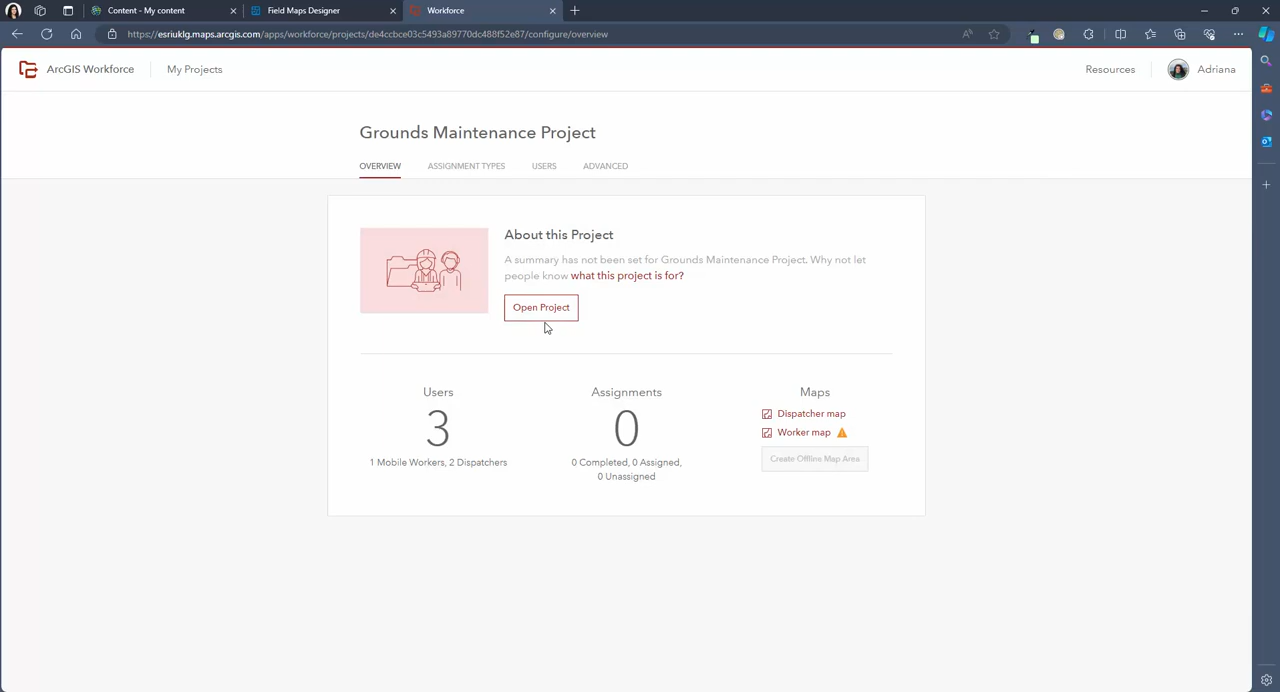 Content - My content
Field Maps Designer
Workforce
https://esriuklg.maps.arcgis.com/apps/workforce/projects/de4ccbce03c5493a89770dc488f52e87/configure/overview
ArcGIS Workforce
My Projects
Resources
Adriana
Grounds Maintenance Project
OVERVIEW
ASSIGNMENT TYPES
USERS
ADVANCED
About this Project
A summary has not been set for Grounds Maintenance Project. Why not let
people know what this project is for?
Open Project
Users
3
1 Mobile Workers, 2 Dispatchers
Assignments
0
0 Completed, 0 Assigned,
0 Unassigned
Maps
Dispatcher map
Worker map
Create Offline Map Area